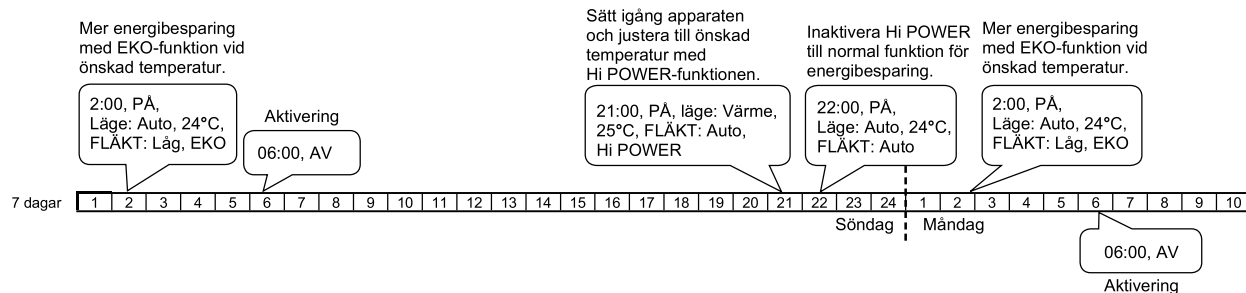 Mer energibesparing
med EKO-funktion vid
önskad temperatur.
2:00, PÅ,
Läge: Auto, 24°C,
FLÄKT: Låg, EKO
Aktivering
06:00, AV
Sätt igång apparaten
och justera till önskad
temperatur med
Hi POWER-funktionen.
21:00, PÅ, läge: Värme,
25°C, FLÄKT: Auto,
Hi POWER
Inaktivera Hi POWER
till normal funktion för
energibesparing.
22:00, PÅ,
Läge: Auto, 24°C,
FLÄKT: Auto
Mer energibesparing
med EKO-funktion vid
önskad temperatur.
2:00, PÅ,
Läge: Auto, 24°C,
FLÄKT: Låg, EKO
7 dagar 1 2 3 4 5 6 7 8 9 10 11 12 13 14 15 16 17 18 19 20 21 22 23 24 1 2 3 4 5 6 7 8 9 10
Söndag Måndag
06:00, AV
Aktivering